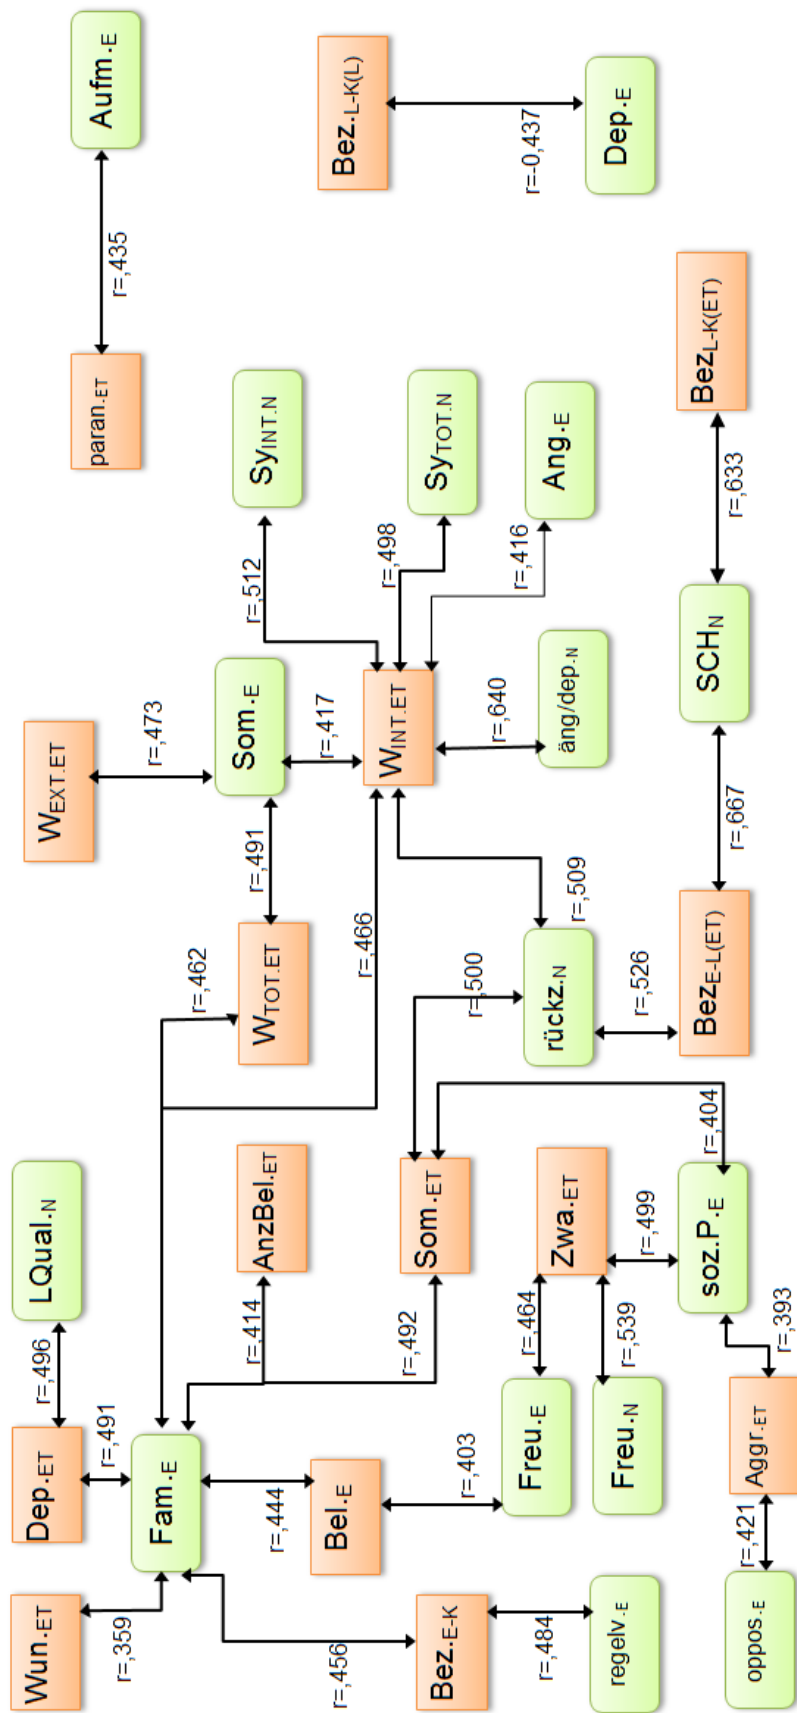 Wun.ET
Dep.ET
r=,496
LQual.N
WEXT.ET
r=,359
r=,491
r=,473
paran.ET
r=,435
Aufm.E
Fam.E
r=,462
Som.E
WTOT.ET
r=,491
r=,512
SyINT.N
r=,444
r=,414
AnzBel.ET
r=,417
r=,456
Bel.E
r=,466
r=,498
SyTOT.N
Bez.L-K(L)
r=,492
WINT.ET
Bez.E-K
Som.ET
r=,403
r=,500
r=,640
r=,416
r=-0,437
Freu.E
r=,464
rückz.N
r=,509
äng/dep.N
Ang.E
r=,484
Zwa.ET
Dep.E
regelv.E
Freu.N
r=,539
r=,499
r=,526
r=,404
soz.P.E
BezE-L(ET)
r=,667
SCHN
r=,633
BezL-K(ET)
oppos.E
r=,421
Aggr.ET
r=,393